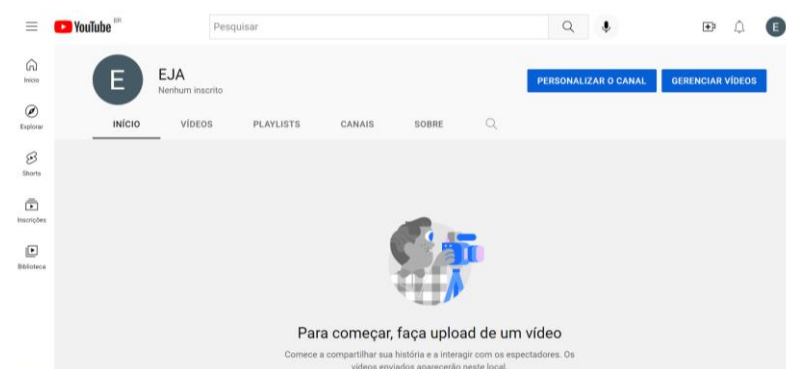 YouTube BR
Pesquisar
E
Início
Explorar
Shorts
Inscrições
Biblioteca
E
EJA
Nenhum inscrito
PERSONALIZAR O CANAL
GERENCIAR VÍDEOS
INÍCIO VÍDEOS PLAYLISTS CANAIS SOBRE
Para começar, faça upload de um vídeo
Comece a compartilhar sua história e a interagir com os espectadores. Os
vídeos enviados aparecerão neste local.